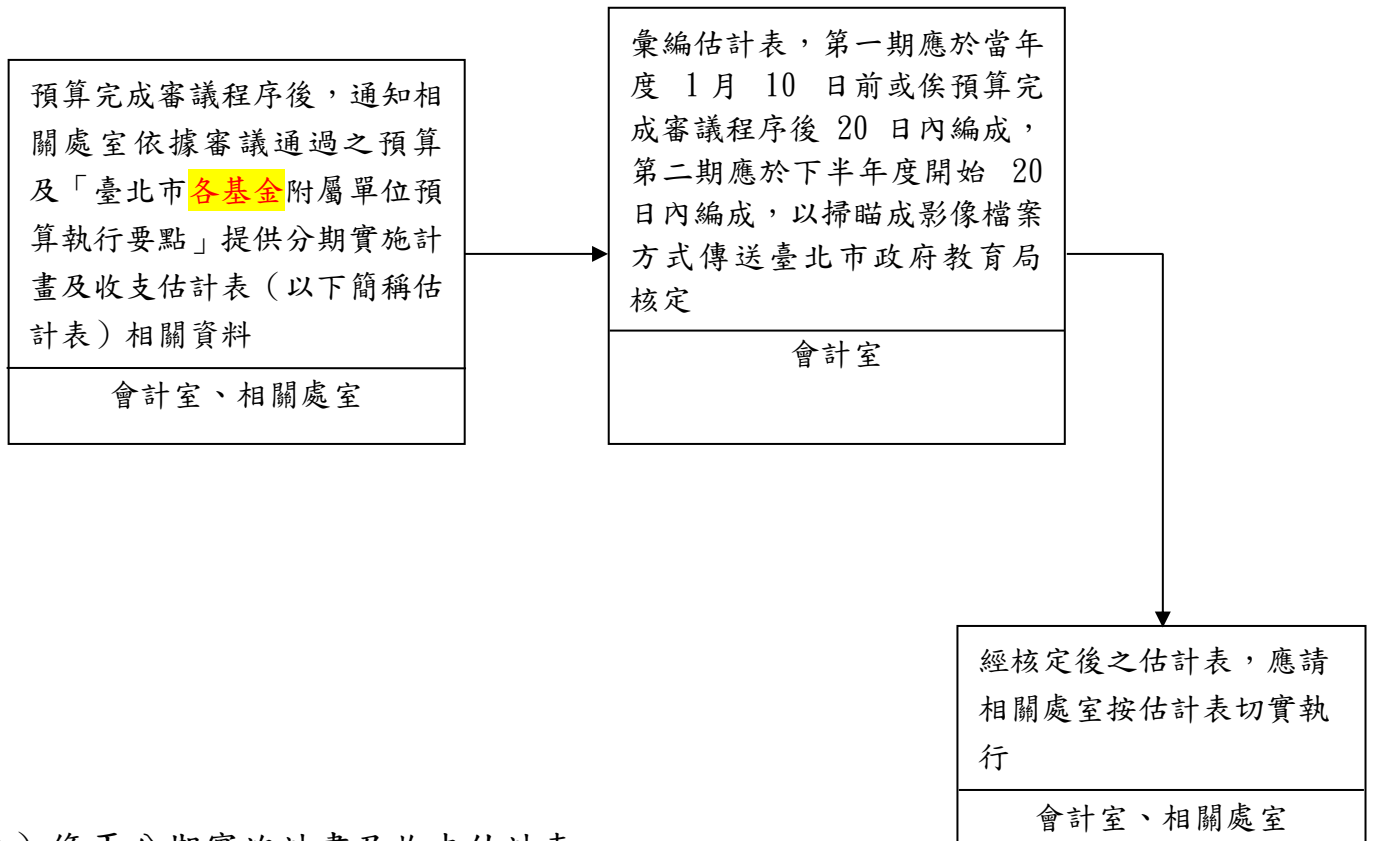 預算完成審議程序後，通知相
關處室依據審議通過之預算
及「臺北市各基金附屬單位預
算執行要點」提供分期實施計
畫及收支估計表（以下簡稱估
計表）相關資料
會計室、相關處室
彙編估計表，第一期應於當年
度 1月 10 日前或俟預算完
成審議程序後 20 日內編成，
第二期應於下半年度開始 20
日內編成，以掃瞄成影像檔案
方式傳送臺北市政府教育局
核定
會計室
經核定後之估計表，應請
相關處室按估計表切實執
行
會計室、相關處室